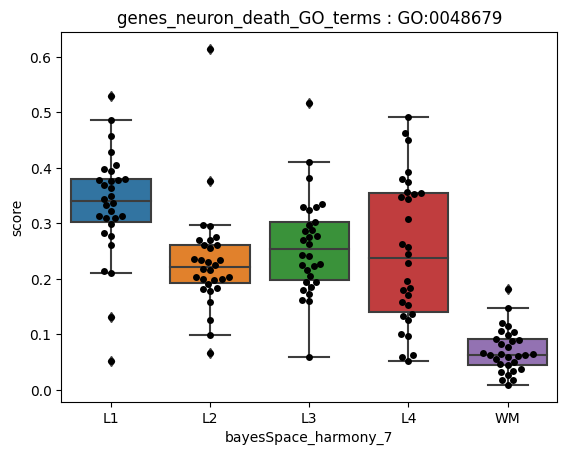 genes_neuron_death_GO_terms : GO:0048679
score
0.6
0.5
0.4
0.3
0.2
0.1
0.0
L1 L2 L3 L4 WM
bayesSpace_harmony_7